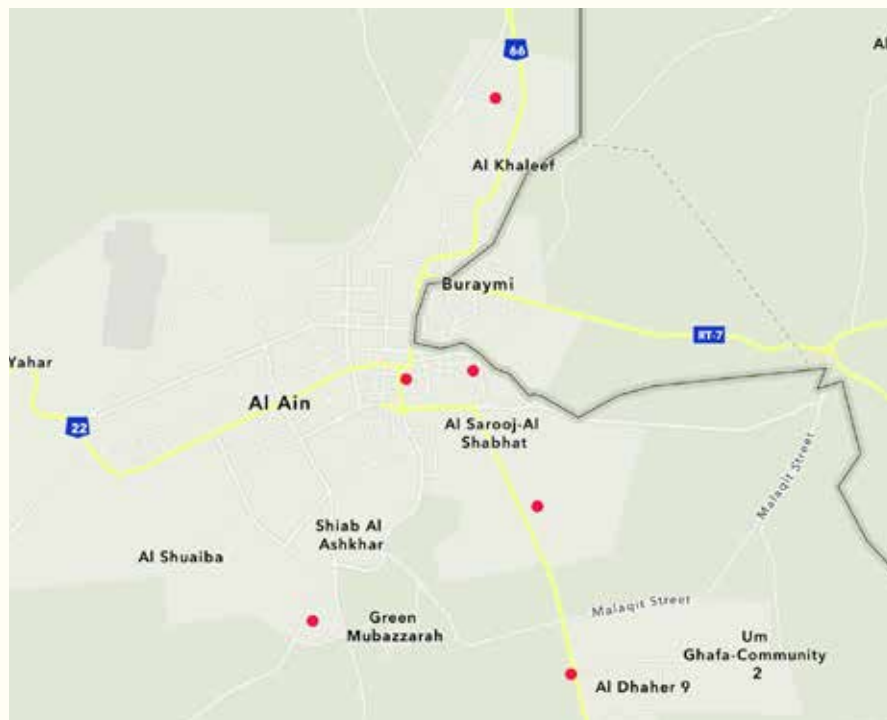 66
Al
Al Khaleef
Buraymi
RT-7
Yahar
Al Ain
22
Al Sarooj-Al
Shabhat
Malaqit Street
Shiab Al
Ashkhar
Al Shuaiba
Malaqit Street
Green
Mubazzarah
Um
Ghafa-Community
2
Al Dhaher 9